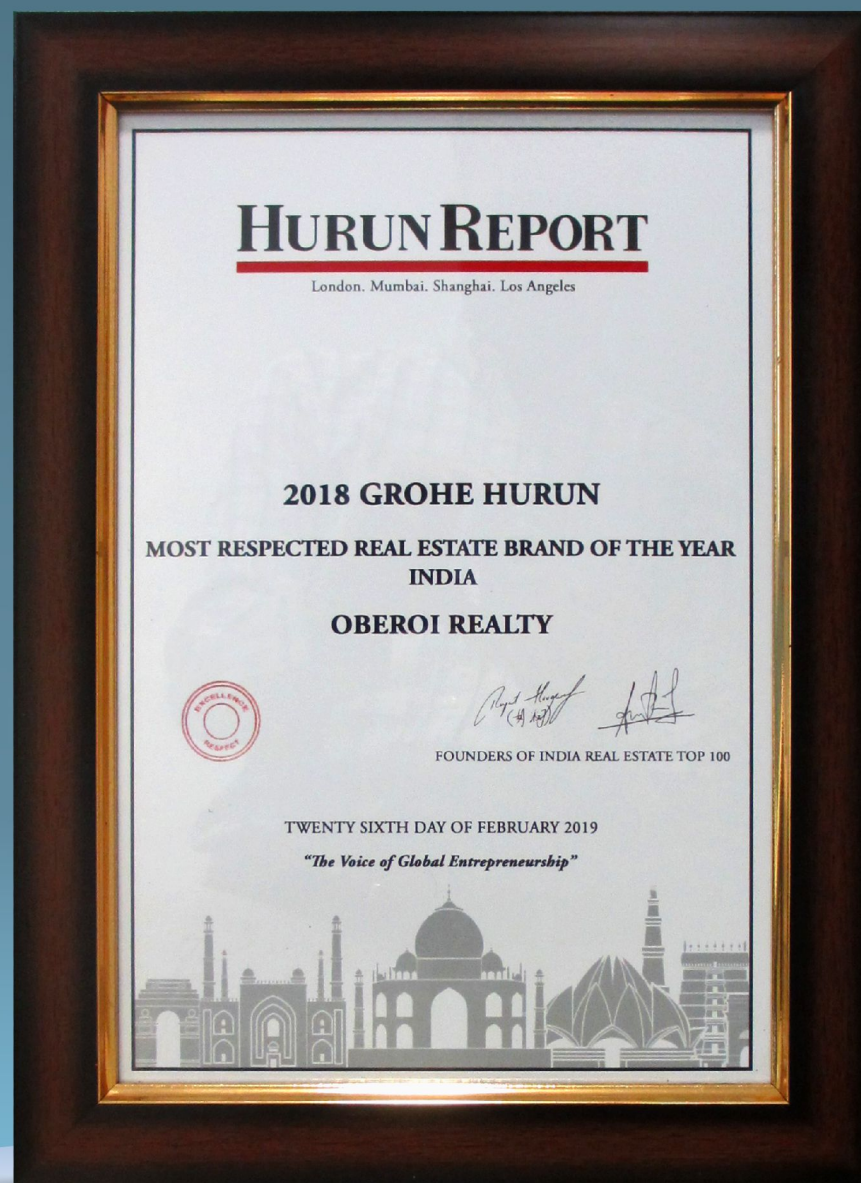 HURUN REPORT
London. Mumbai. Shanghai. Los Angeles
2018 GROHE HURUN
MOST RESPECTED REAL ESTATE BRAND OF THE YEAR
INDIA
OBEROI REALTY
EXCELLENCE
RESPECT
FOUNDERS OF INDIA REAL ESTATE TOP 100
TWENTY SIXTH DAY OF FEBRUARY 2019
“The Voice of Global Entrepreneurship”